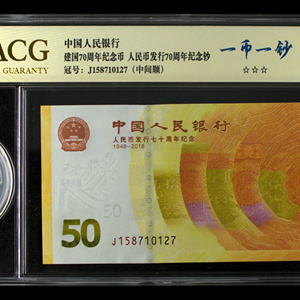 ACG
GUARANTY
中国人民银行
建国70周年纪念币 人民币发行70周年纪念钞
冠号：J158710127（中间顺）
一币一钞
☆☆☆
中国人民银行
人民币发行七十周年纪念
1948-2018
50
50
J158710127